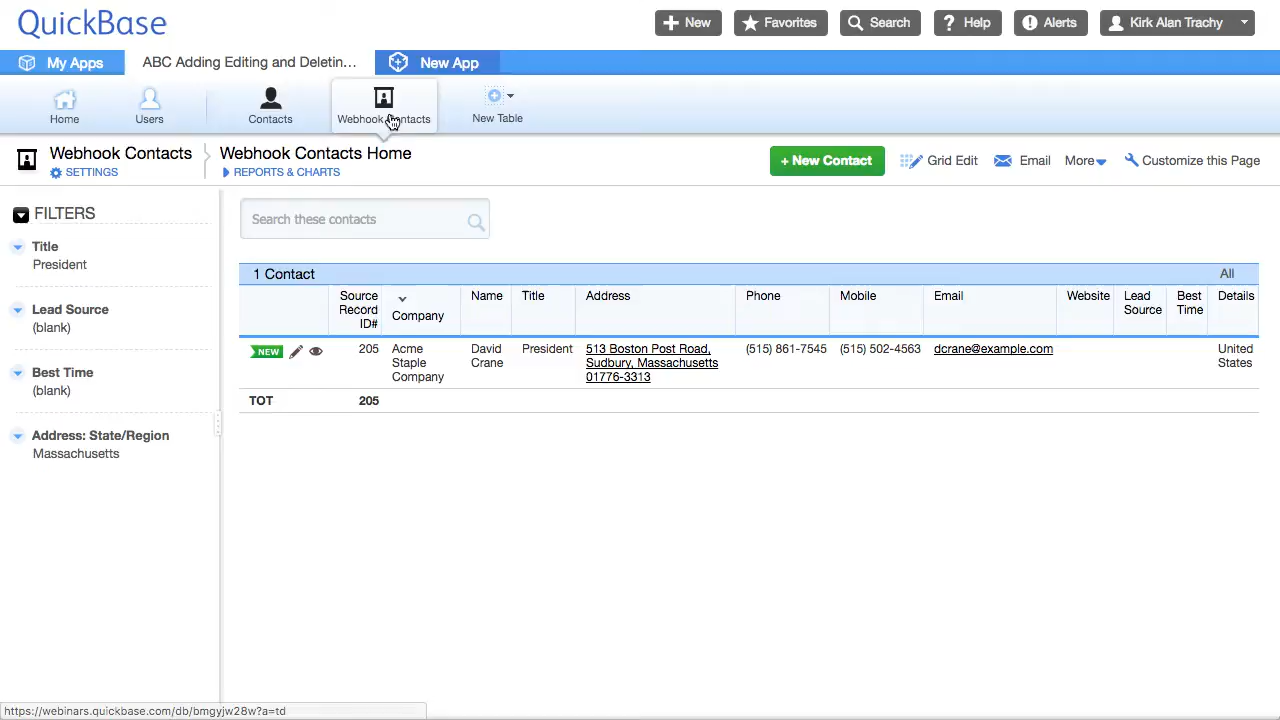 QuickBase
New
Favorites
Search
Help
Alerts
Kirk Alan Trachy
My Apps
ABC Adding Editing and Deletin...
New App
Home
Users
Contacts
Webhook Contacts
New Table
Webhook Contacts
SETTINGS
Webhook Contacts Home
REPORTS & CHARTS
+ New Contact
Grid Edit
Email
More
Customize this Page
FILTERS
Title
President
Lead Source
(blank)
Best Time
(blank)
Address: State/Region
Massachusetts
Search these contacts
1 Contact
All
Source Record ID#
Company
Name
Title
Address
Phone
Mobile
Email
Website
Lead Source
Best Time
Details
NEW
205
Acme Staple Company
David Crane
President
513 Boston Post Road,
Sudbury, Massachusetts
01776-3313
(515) 861-7545
(515) 502-4563
dcrane@example.com
United States
TOT
205
https://webinars.quickbase.com/db/bmgyjw28w?a=td